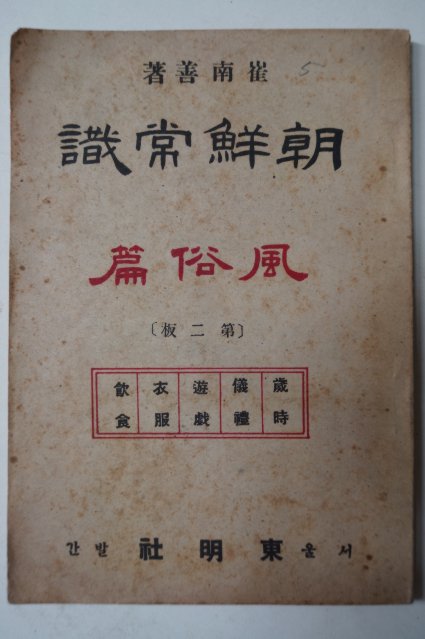 崔南善著
5
朝鮮常識
風俗篇
〔第二板〕
歲時 儀禮 遊戱 衣服 飮食
서울 東明社 발간